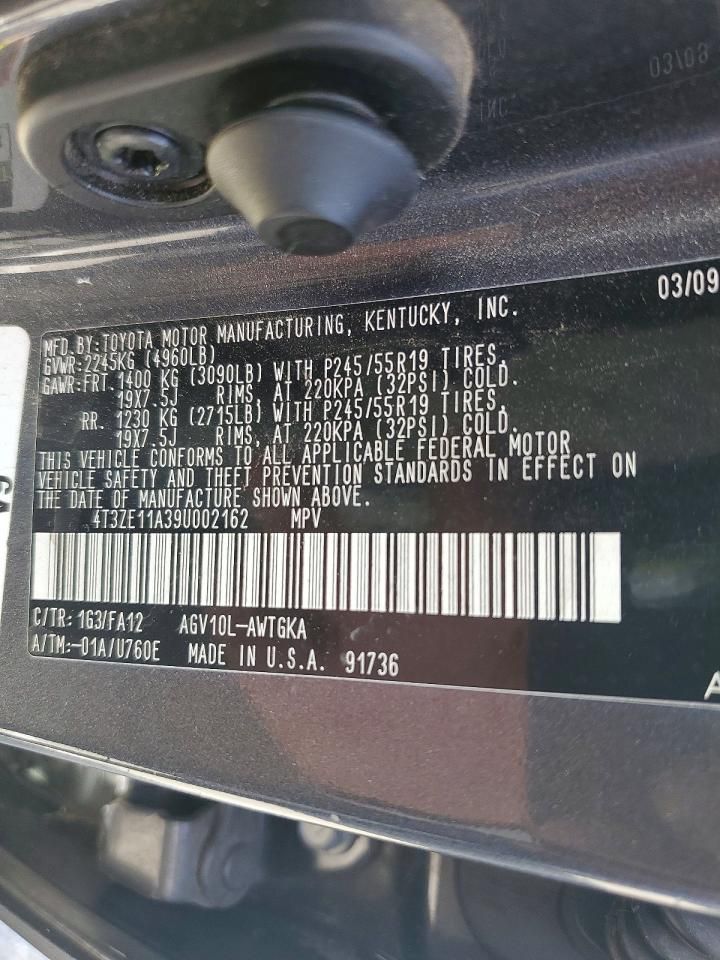 03/09
INC.
03/09
MFD.BY:TOYOTA MOTOR MANUFACTURING, KENTUCKY, INC.
GVWR:2245KG (4960LB)
GAWR:FRT. 1400 KG (3090LB) WITH P245/55R19 TIRES,
19X7.5J RIMS, AT 220KPA (32PSI) COLD.
RR. 1230 KG (2715LB) WITH P245/55R19 TIRES,
19X7.5J RIMS, AT 220KPA (32PSI) COLD.
THIS VEHICLE CONFORMS TO ALL APPLICABLE FEDERAL MOTOR
VEHICLE SAFETY AND THEFT PREVENTION STANDARDS IN EFFECT ON
THE DATE OF MANUFACTURE SHOWN ABOVE.
4T3ZE11A39U002162 MPV
C/TR: 1G3/FA12 AGV10L-AWTGKA
A/TM:-01A/U760E MADE IN U.S.A. 91736